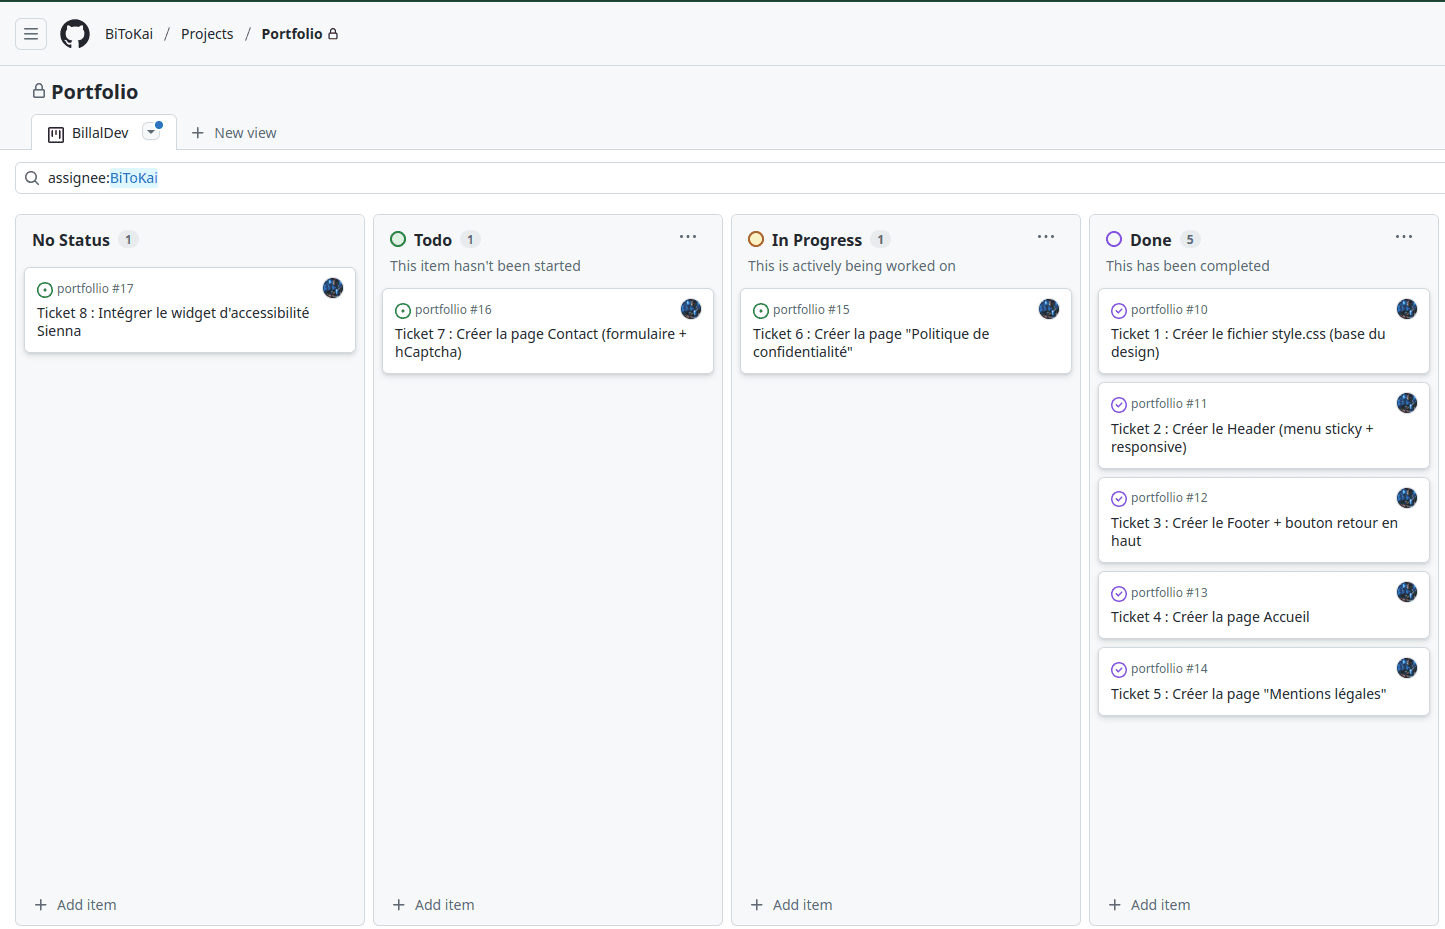 BiToKai / Projects / Portfolio
Portfolio
BillalDev
New view
assignee:BiToKai
No Status 1
portfollio #17
Ticket 8 : Intégrer le widget d'accessibilité
Sienna
Add item
Todo 1
This item hasn't been started
portfollio #16
Ticket 7 : Créer la page Contact (formulaire +
hCaptcha)
Add item
In Progress 1
This is actively being worked on
portfollio #15
Ticket 6 : Créer la page "Politique de
confidentialité"
Add item
Done 5
This has been completed
portfollio #10
Ticket 1 : Créer le fichier style.css (base du
design)
portfollio #11
Ticket 2 : Créer le Header (menu sticky +
responsive)
portfollio #12
Ticket 3 : Créer le Footer + bouton retour en
haut
portfollio #13
Ticket 4 : Créer la page Accueil
portfollio #14
Ticket 5 : Créer la page "Mentions légales"
Add item